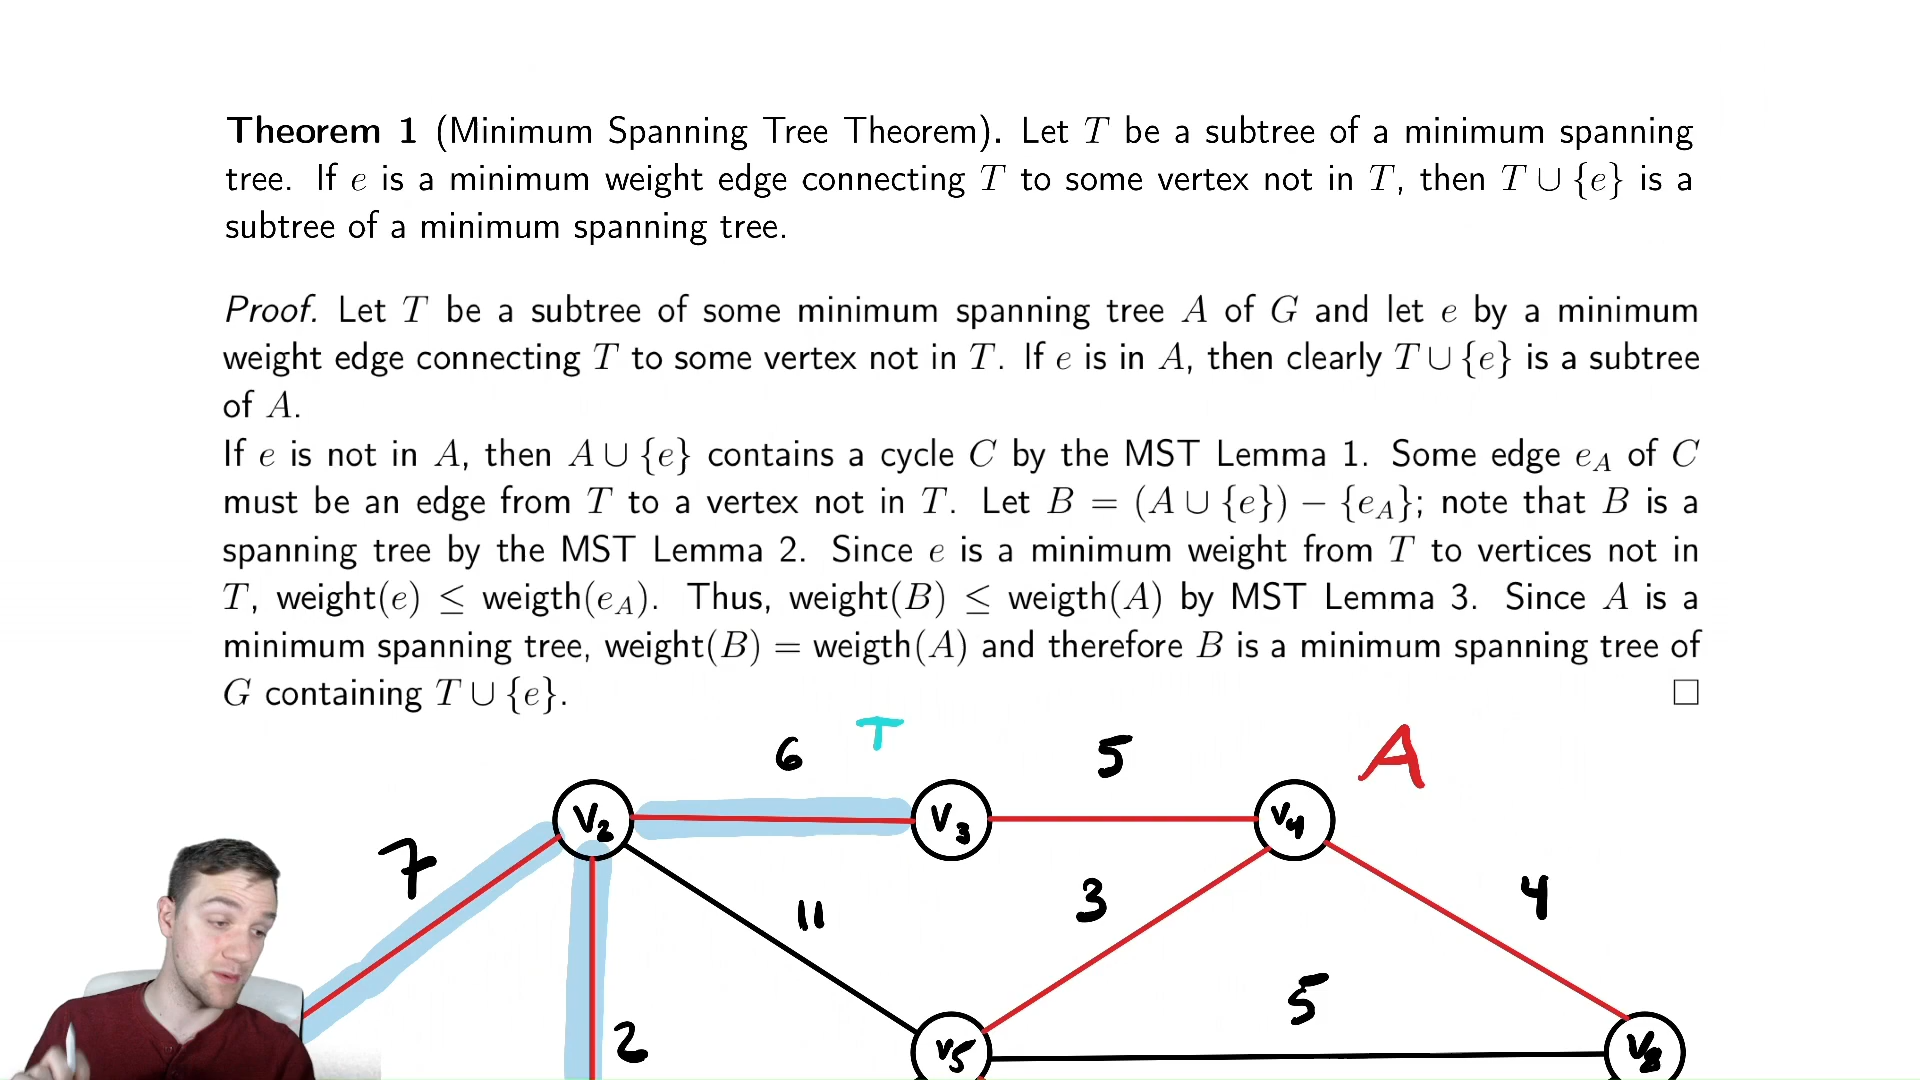 Theorem 1 (Minimum Spanning Tree Theorem). Let T be a subtree of a minimum spanning
tree. If e is a minimum weight edge connecting T to some vertex not in T, then T ∪ {e} is a
subtree of a minimum spanning tree.
Proof. Let T be a subtree of some minimum spanning tree A of G and let e by a minimum
weight edge connecting T to some vertex not in T. If e is in A, then clearly T ∪ {e} is a subtree
of A.
If e is not in A, then A ∪ {e} contains a cycle C by the MST Lemma 1. Some edge e_A of C
must be an edge from T to a vertex not in T. Let B = (A ∪ {e}) − {e_A}; note that B is a
spanning tree by the MST Lemma 2. Since e is a minimum weight from T to vertices not in
T, weight(e) ≤ weigth(e_A). Thus, weight(B) ≤ weigth(A) by MST Lemma 3. Since A is a
minimum spanning tree, weight(B) = weigth(A) and therefore B is a minimum spanning tree of
G containing T ∪ {e}. □
6 T 5 A
V2 V3 V4
7 11 3 4
2 5
V5 V8